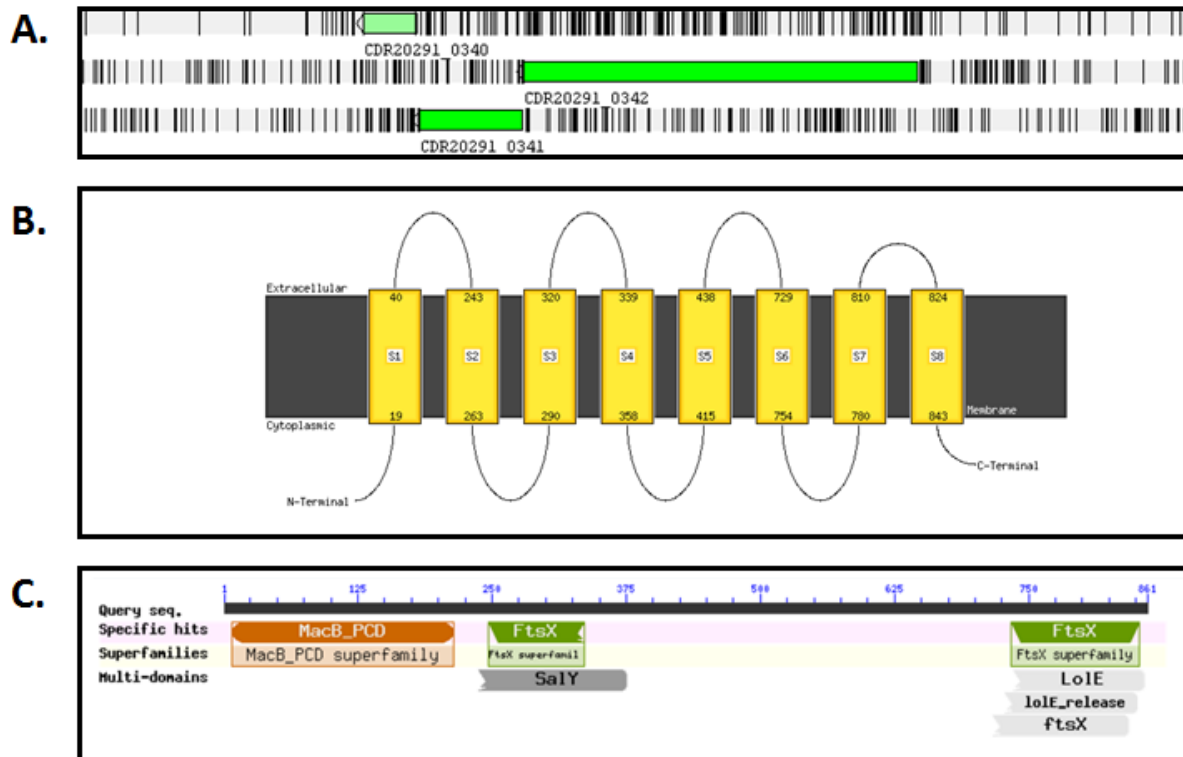 A.
CDR20291_0340
CDR20291_0342
CDR20291_0341
B.
Extracellular
40 243 320 339 438 729 810 824
S1 S2 S3 S4 S5 S6 S7 S8
19 263 290 358 415 754 780 843
Membrane
Cytoplasmic
C-Terminal
N-Terminal
C.
1 125 250 375 500 625 750 861
Query seq.
Specific hits MacB_PCD FtsX FtsX
Superfamilies MacB_PCD superfamily FtsX superfamil FtsX superfamily
Multi-domains SalY LolE
lolE_release
ftsX